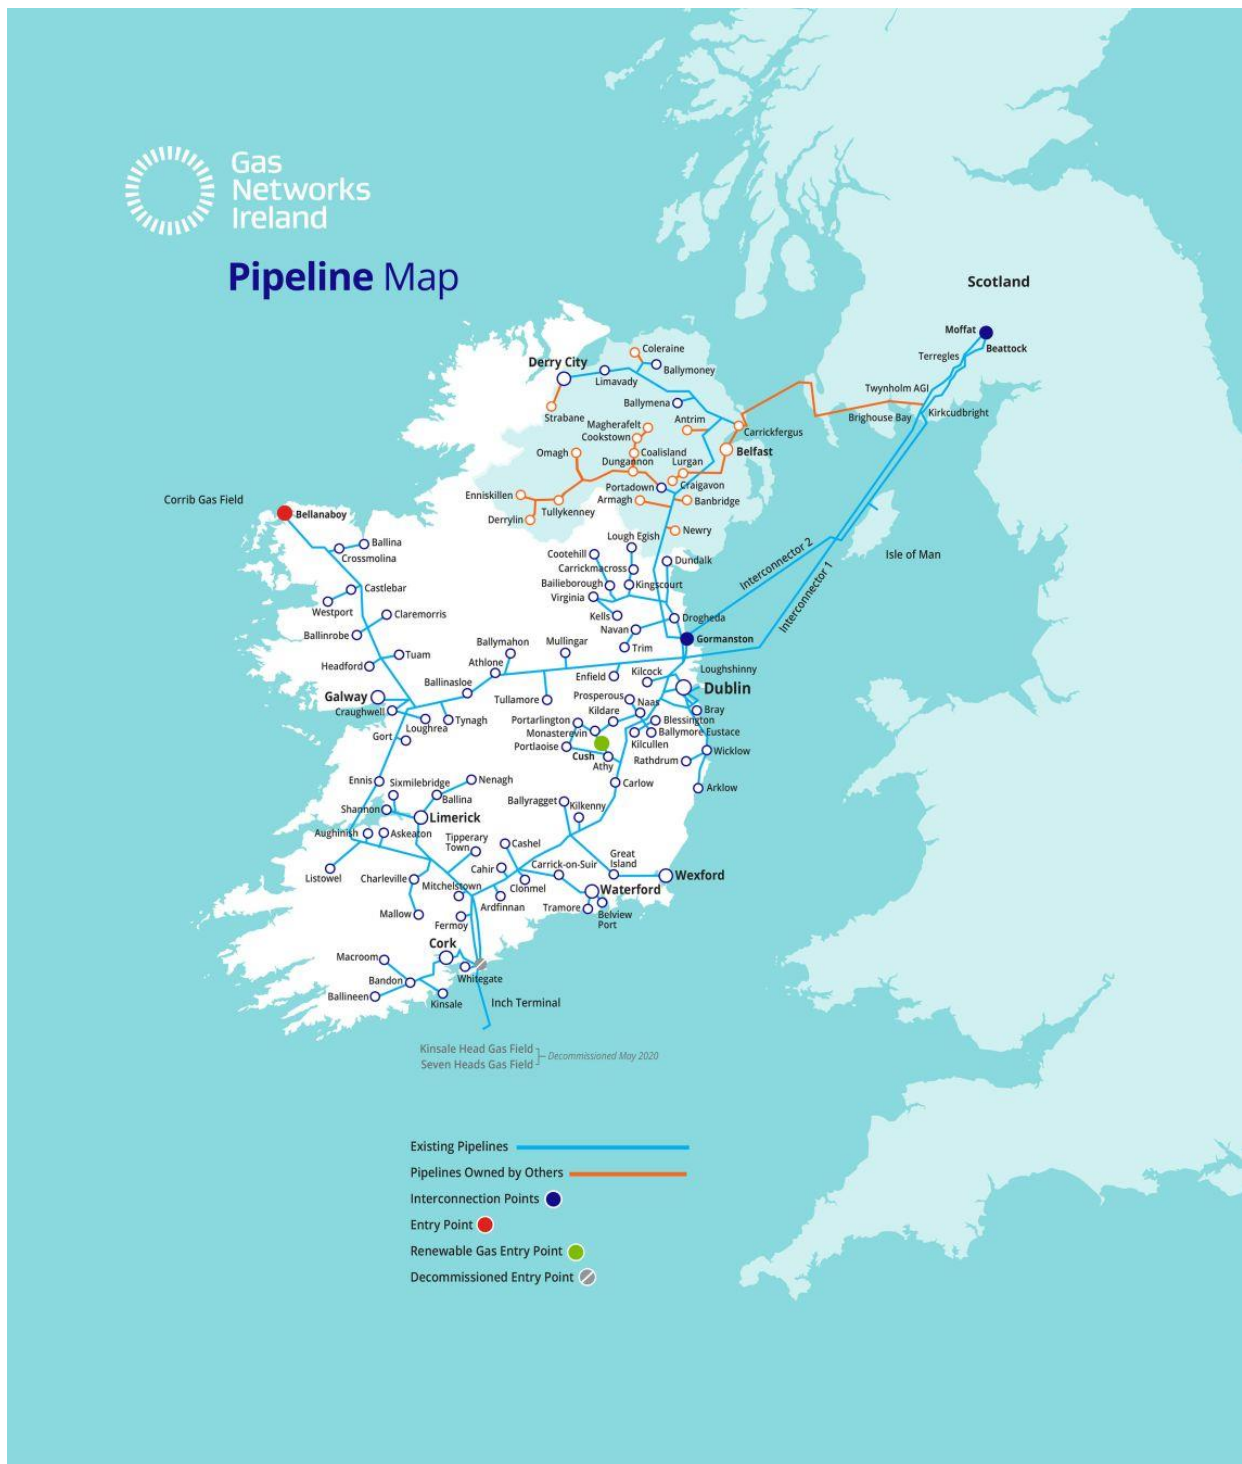 Gas
Networks
Ireland
Pipeline Map
Scotland
Moffat
Beattock
Terregles
Twynholm AGI
Kirkcudbright
Brighouse Bay
Coleraine
Derry City
Ballymoney
Limavady
Ballymena
Strabane
Antrim
Magherafelt
Cookstown
Carrickfergus
Omagh
Coalisland
Belfast
Dungannon
Lurgan
Craigavon
Portadown
Enniskillen
Armagh
Banbridge
Tullykenney
Derrylin
Newry
Corrib Gas Field
Bellanaboy
Lough Egish
Ballina
Crossmolina
Cootehill
Dundalk
Carrickmacross
Isle of Man
Interconnector 2
Interconnector 1
Castlebar
Bailieborough
Kingscourt
Virginia
Westport
Claremorris
Kells
Drogheda
Navan
Ballinrobe
Gormanston
Ballymahon
Mullingar
Trim
Tuam
Headford
Athlone
Loughshinny
Enfield
Kilcock
Ballinasloe
Dublin
Galway
Tullamore
Prosperous
Naas
Craughwell
Kildare
Bray
Loughrea
Tynagh
Portarlington
Blessington
Monasterevin
Ballymore Eustace
Gort
Portlaoise
Kilcullen
Cush
Athy
Rathdrum
Wicklow
Ennis
Sixmilebridge
Nenagh
Carlow
Arklow
Ballina
Ballyragget
Kilkenny
Shannon
Limerick
Aughinish
Askeaton
Tipperary
Town
Cashel
Great
Island
Carrick-on-Suir
Cahir
Listowel
Charleville
Wexford
Mitchelstown
Clonmel
Waterford
Ardfinnan
Tramore
Belview
Port
Mallow
Fermoy
Cork
Macroom
Whitegate
Bandon
Ballineen
Kinsale
Inch Terminal
Kinsale Head Gas Field
Seven Heads Gas Field
Decommissioned May 2020
Existing Pipelines
Pipelines Owned by Others
Interconnection Points
Entry Point
Renewable Gas Entry Point
Decommissioned Entry Point